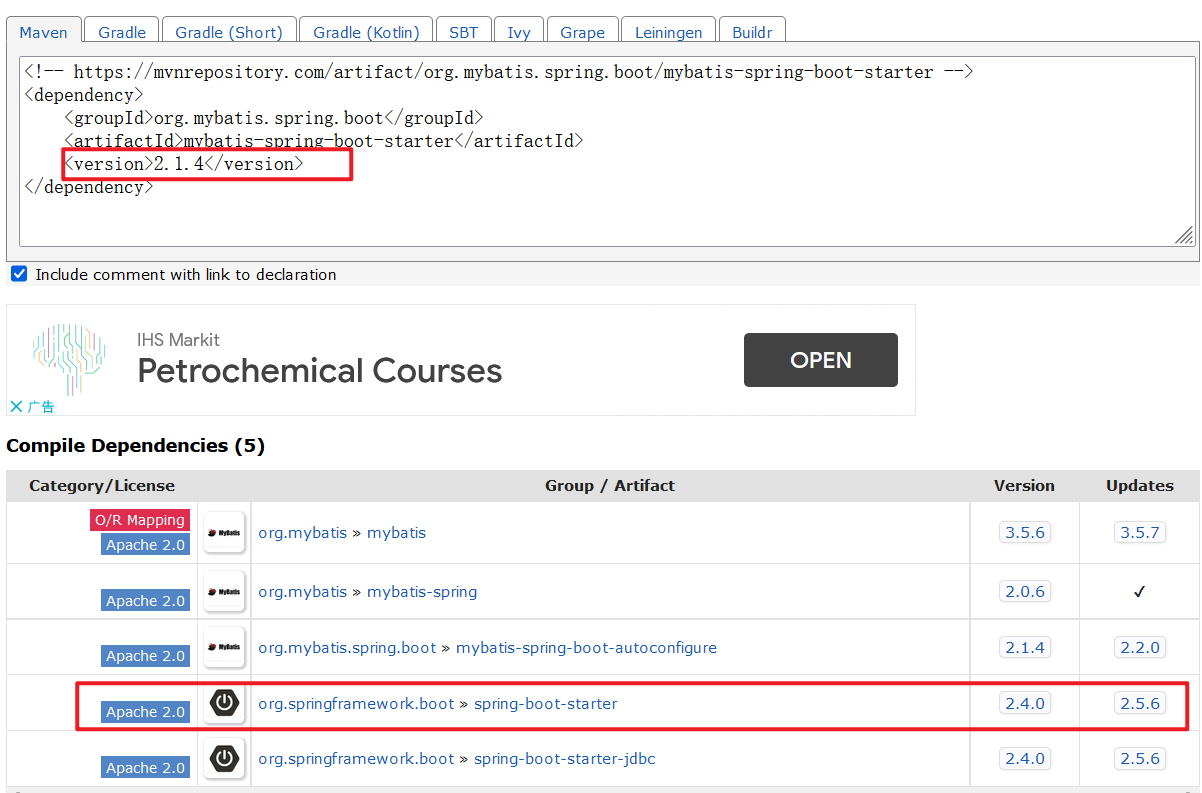 Maven Gradle Gradle (Short) Gradle (Kotlin) SBT Ivy Grape Leiningen Buildr
<!-- https://mvnrepository.com/artifact/org.mybatis.spring.boot/mybatis-spring-boot-starter -->
<dependency>
    <groupId>org.mybatis.spring.boot</groupId>
    <artifactId>mybatis-spring-boot-starter</artifactId>
    <version>2.1.4</version>
</dependency>
Include comment with link to declaration
IHS Markit
Petrochemical Courses
OPEN
广告
Compile Dependencies (5)
Category/License Group / Artifact Version Updates
O/R Mapping
Apache 2.0 MyBatis org.mybatis » mybatis 3.5.6 3.5.7
Apache 2.0 MyBatis org.mybatis » mybatis-spring 2.0.6 ✓
Apache 2.0 MyBatis org.mybatis.spring.boot » mybatis-spring-boot-autoconfigure 2.1.4 2.2.0
Apache 2.0 org.springframework.boot » spring-boot-starter 2.4.0 2.5.6
Apache 2.0 org.springframework.boot » spring-boot-starter-jdbc 2.4.0 2.5.6